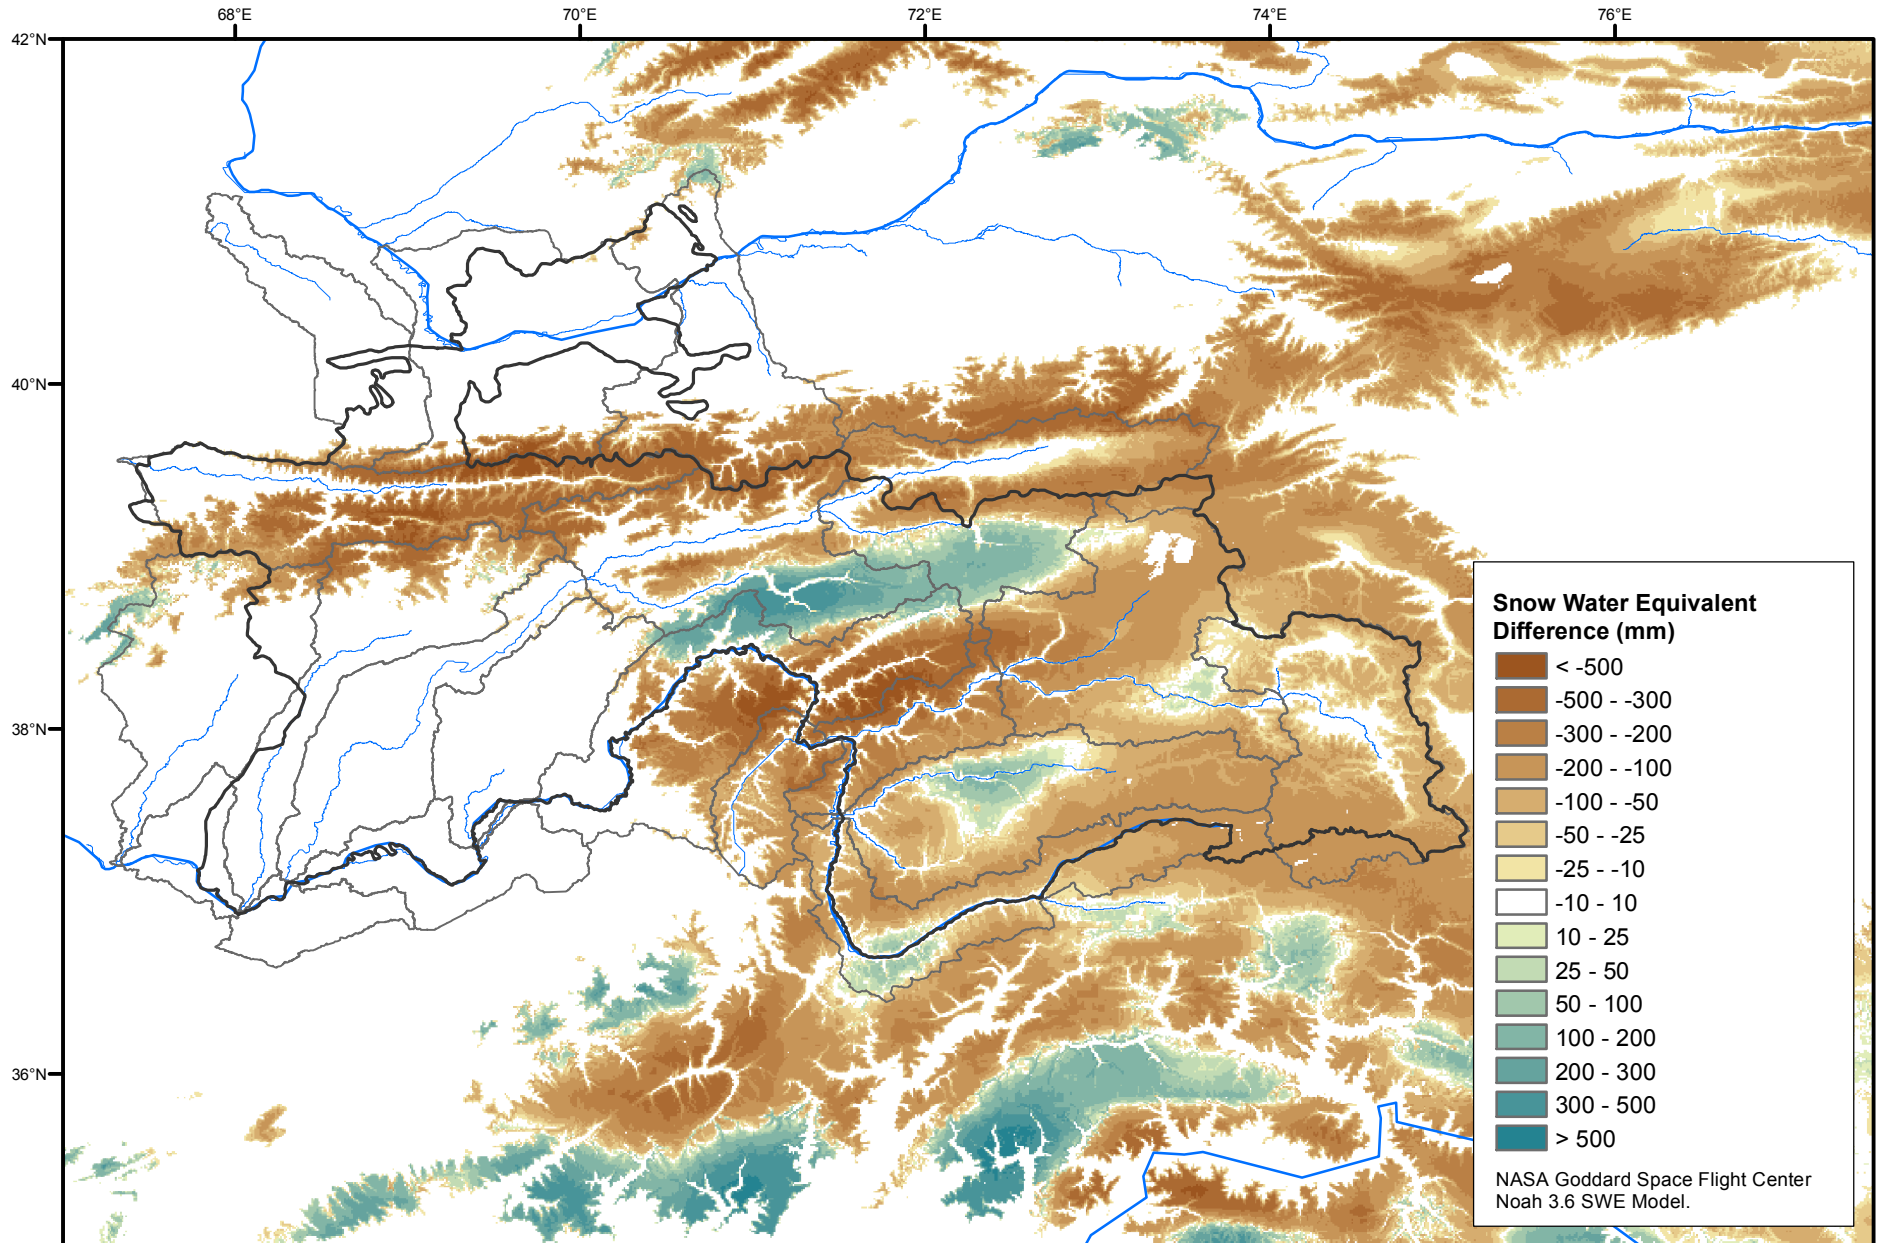 68°E 70°E 72°E 74°E 76°E
42°N
40°N
38°N
36°N
Snow Water Equivalent
Difference (mm)
< -500
-500 - -300
-300 - -200
-200 - -100
-100 - -50
-50 - -25
-25 - -10
-10 - 10
10 - 25
25 - 50
50 - 100
100 - 200
200 - 300
300 - 500
> 500
NASA Goddard Space Flight Center
Noah 3.6 SWE Model.